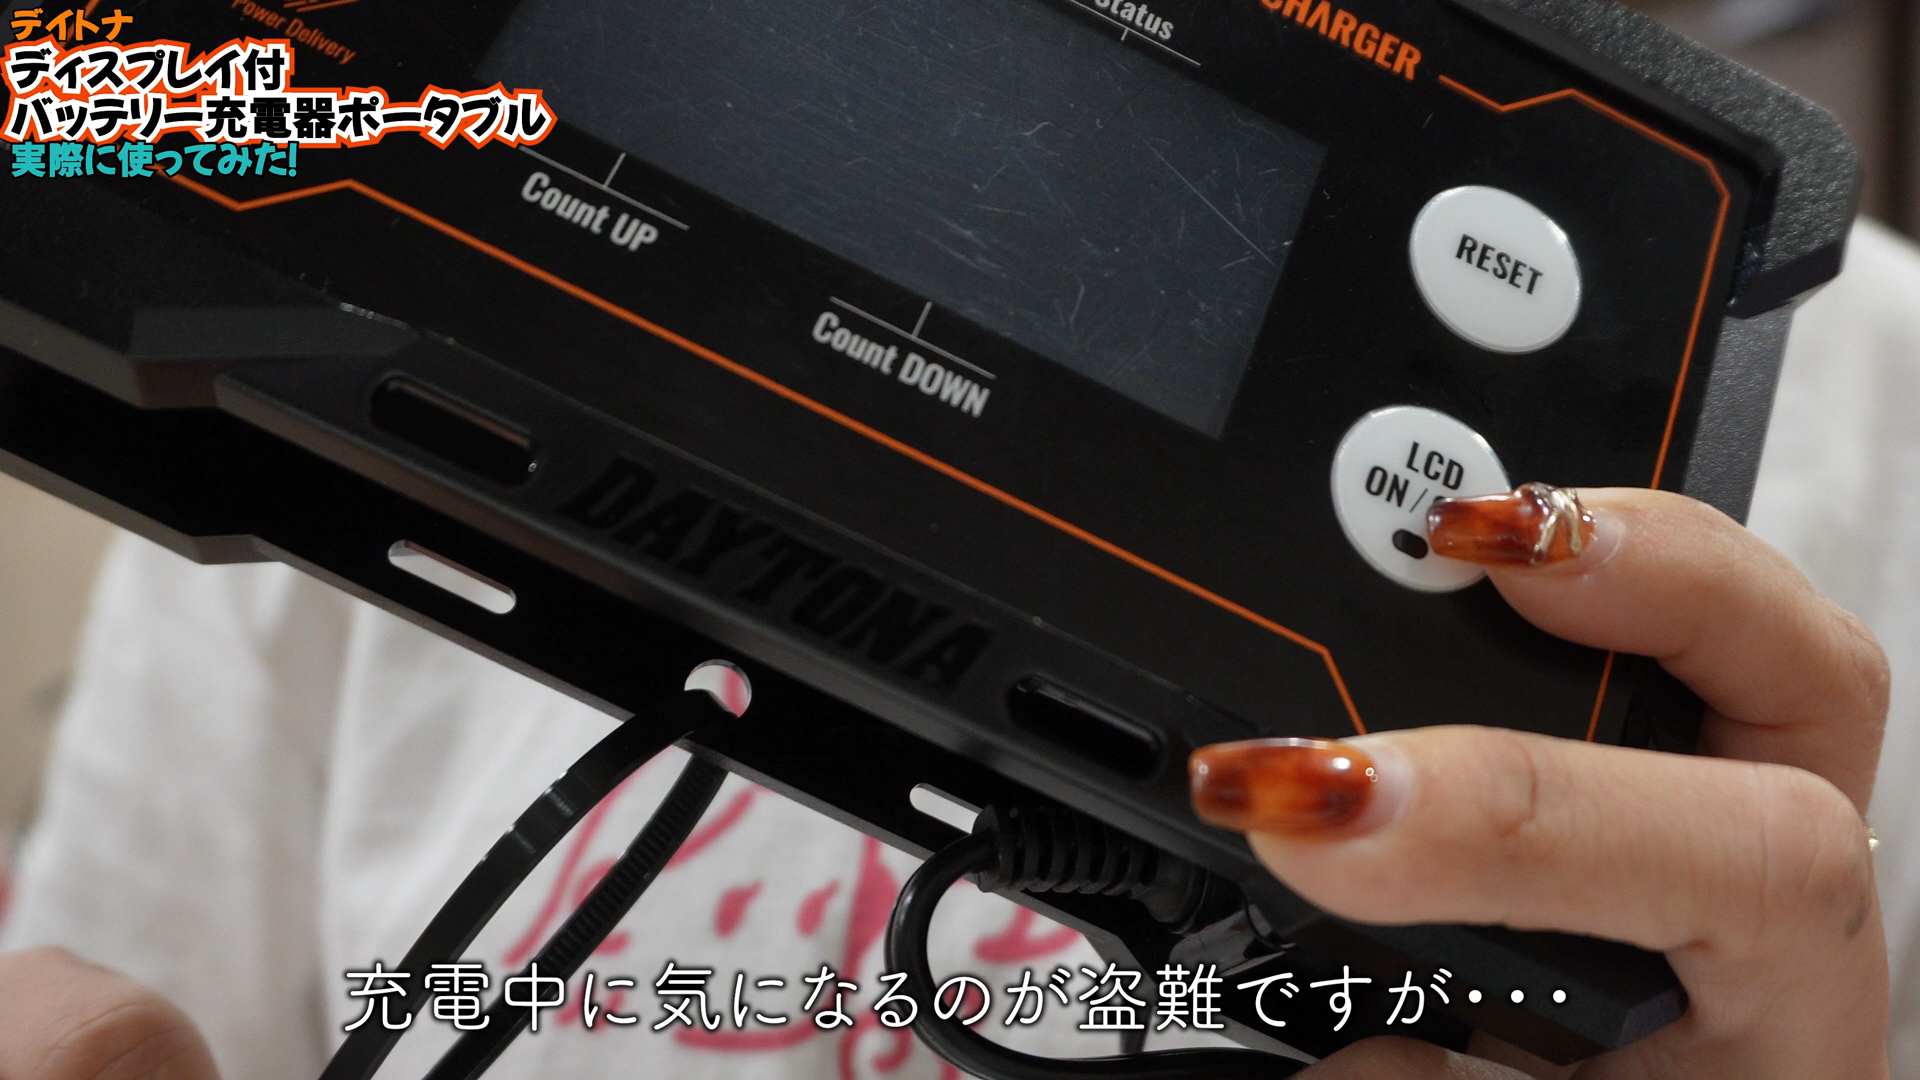 デイトナ
ディスプレイ付
バッテリー充電器ポータブル
実際に使ってみた!
Power Delivery
Status
CHARGER
Count UP
Count DOWN
RESET
LCD
ON/
DAYTONA
充電中に気になるのが盗難ですが･･･